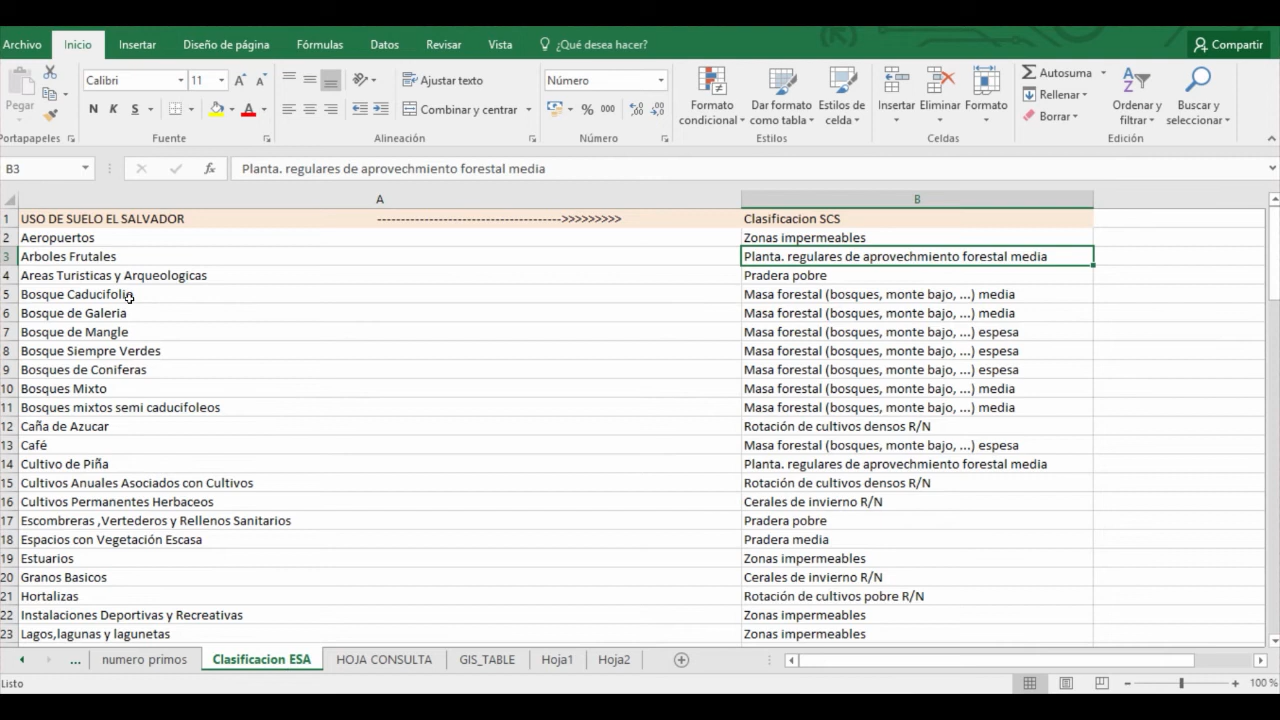 Archivo Inicio Insertar Diseño de página Fórmulas Datos Revisar Vista ¿Qué desea hacer? Compartir
Pegar Calibri 11 N K S A A A Ajustar texto Combinar y centrar Número % 000 Formato condicional Dar formato como tabla Estilos de celda Insertar Eliminar Formato Autosuma Rellenar Borrar Ordenar y filtrar Buscar y seleccionar
Portapapeles Fuente Alineación Número Estilos Celdas Edición
B3 fx Planta. regulares de aprovechmiento forestal media
A B
1 USO DE SUELO EL SALVADOR -------------------------------------->>>>>>>>> Clasificacion SCS
2 Aeropuertos Zonas impermeables
3 Arboles Frutales Planta. regulares de aprovechmiento forestal media
4 Areas Turisticas y Arqueologicas Pradera pobre
5 Bosque Caducifolio Masa forestal (bosques, monte bajo, ...) media
6 Bosque de Galeria Masa forestal (bosques, monte bajo, ...) media
7 Bosque de Mangle Masa forestal (bosques, monte bajo, ...) espesa
8 Bosque Siempre Verdes Masa forestal (bosques, monte bajo, ...) espesa
9 Bosques de Coniferas Masa forestal (bosques, monte bajo, ...) espesa
10 Bosques Mixto Masa forestal (bosques, monte bajo, ...) media
11 Bosques mixtos semi caducifoleos Masa forestal (bosques, monte bajo, ...) media
12 Caña de Azucar Rotación de cultivos densos R/N
13 Café Masa forestal (bosques, monte bajo, ...) espesa
14 Cultivo de Piña Planta. regulares de aprovechmiento forestal media
15 Cultivos Anuales Asociados con Cultivos Rotación de cultivos densos R/N
16 Cultivos Permanentes Herbaceos Cerales de invierno R/N
17 Escombreras ,Vertederos y Rellenos Sanitarios Pradera pobre
18 Espacios con Vegetación Escasa Pradera media
19 Estuarios Zonas impermeables
20 Granos Basicos Cerales de invierno R/N
21 Hortalizas Rotación de cultivos pobre R/N
22 Instalaciones Deportivas y Recreativas Zonas impermeables
23 Lagos,lagunas y lagunetas Zonas impermeables
... numero primos Clasificacion ESA HOJA CONSULTA GIS_TABLE Hoja1 Hoja2
Listo 100 %